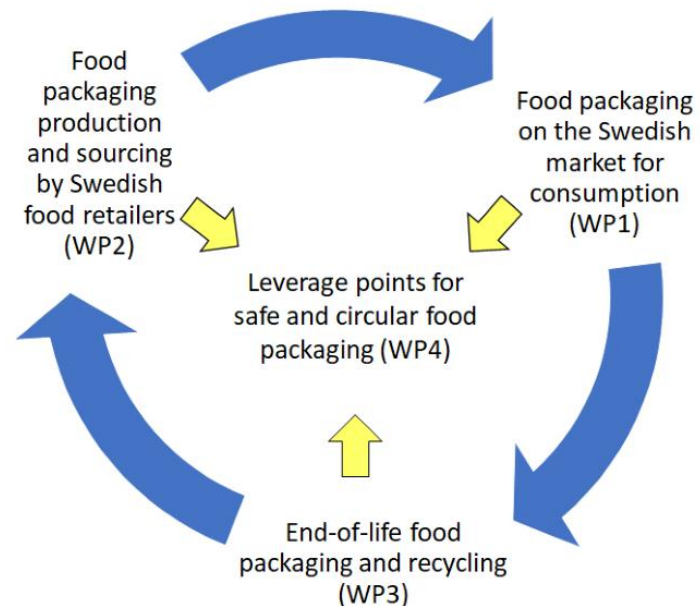 Food
packaging
production
and sourcing
by Swedish
food retailers
(WP2)
Food packaging
on the Swedish
market for
consumption
(WP1)
Leverage points for
safe and circular food
packaging (WP4)
End-of-life food
packaging and recycling
(WP3)